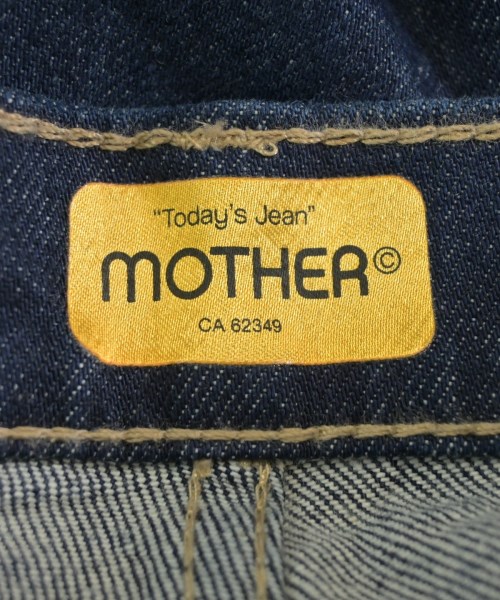 "Today's Jean"
MOTHER©
CA 62349